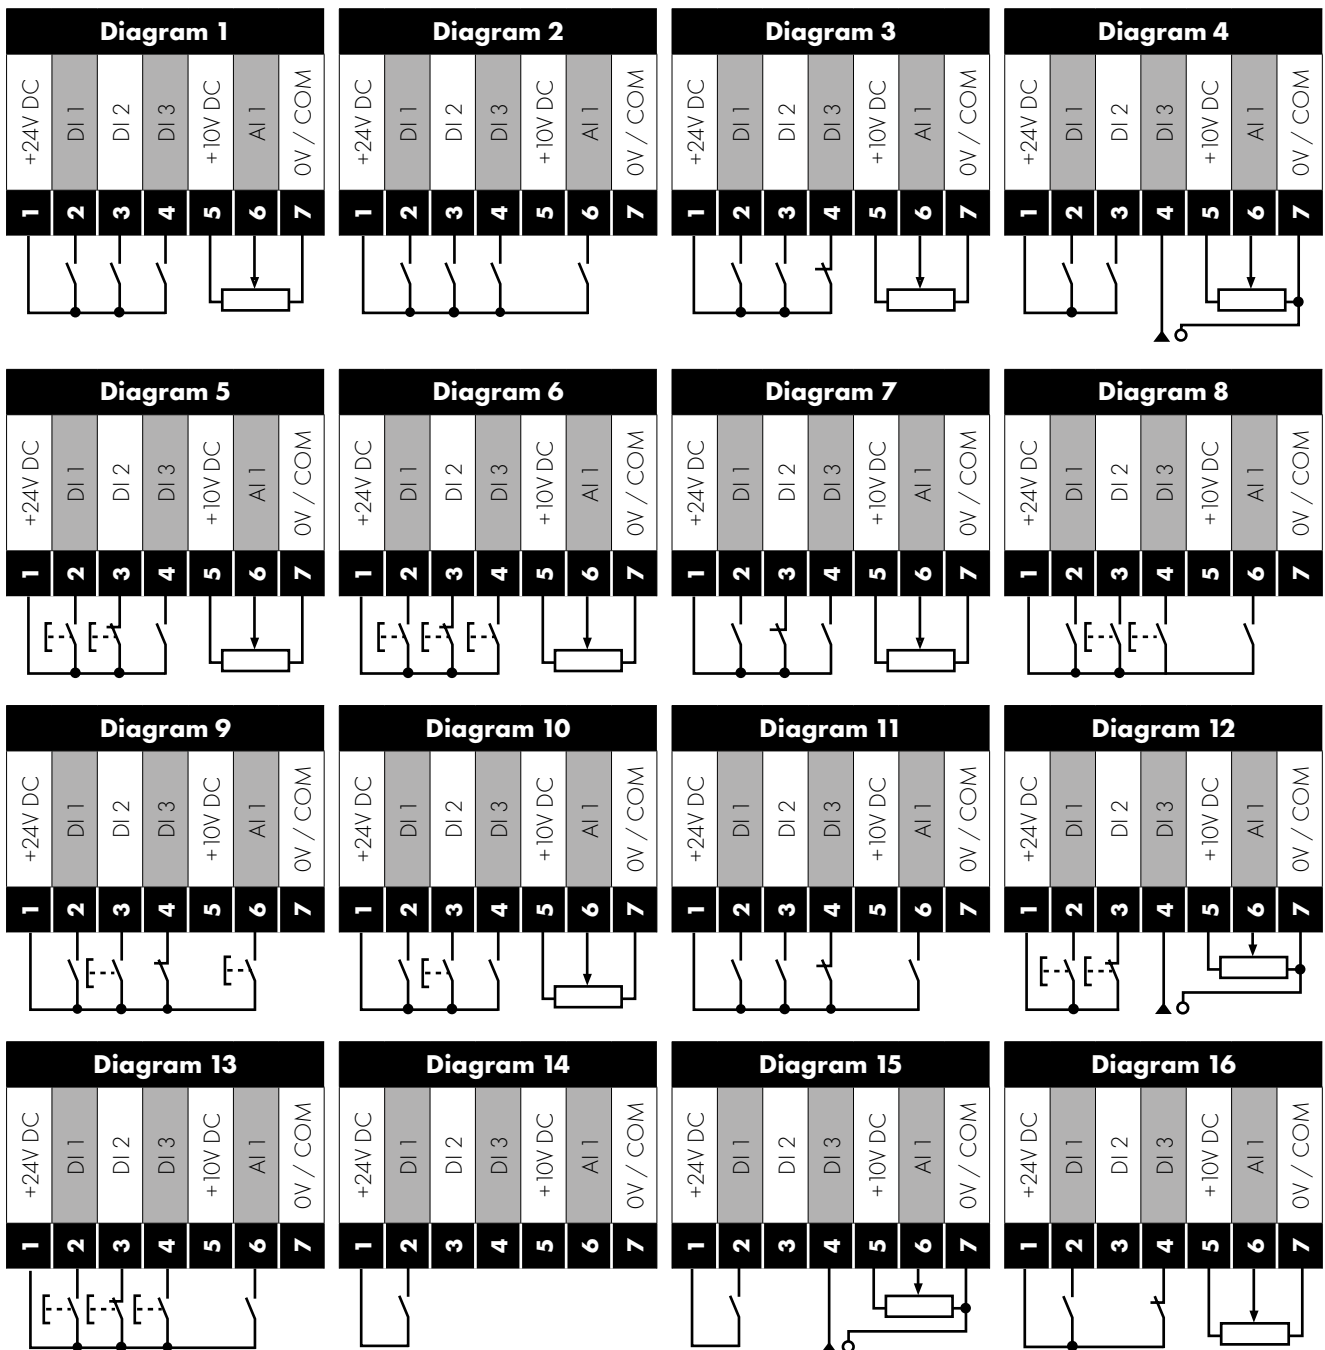 Diagram 1
+24V DC
DI 1
DI 2
DI 3
+10V DC
AI 1
0V / COM
1 2 3 4 5 6 7
Diagram 2
+24V DC
DI 1
DI 2
DI 3
+10V DC
AI 1
0V / COM
1 2 3 4 5 6 7
Diagram 3
+24V DC
DI 1
DI 2
DI 3
+10V DC
AI 1
0V / COM
1 2 3 4 5 6 7
Diagram 4
+24V DC
DI 1
DI 2
DI 3
+10V DC
AI 1
0V / COM
1 2 3 4 5 6 7
Diagram 5
+24V DC
DI 1
DI 2
DI 3
+10V DC
AI 1
0V / COM
1 2 3 4 5 6 7
Diagram 6
+24V DC
DI 1
DI 2
DI 3
+10V DC
AI 1
0V / COM
1 2 3 4 5 6 7
Diagram 7
+24V DC
DI 1
DI 2
DI 3
+10V DC
AI 1
0V / COM
1 2 3 4 5 6 7
Diagram 8
+24V DC
DI 1
DI 2
DI 3
+10V DC
AI 1
0V / COM
1 2 3 4 5 6 7
Diagram 9
+24V DC
DI 1
DI 2
DI 3
+10V DC
AI 1
0V / COM
1 2 3 4 5 6 7
Diagram 10
+24V DC
DI 1
DI 2
DI 3
+10V DC
AI 1
0V / COM
1 2 3 4 5 6 7
Diagram 11
+24V DC
DI 1
DI 2
DI 3
+10V DC
AI 1
0V / COM
1 2 3 4 5 6 7
Diagram 12
+24V DC
DI 1
DI 2
DI 3
+10V DC
AI 1
0V / COM
1 2 3 4 5 6 7
Diagram 13
+24V DC
DI 1
DI 2
DI 3
+10V DC
AI 1
0V / COM
1 2 3 4 5 6 7
Diagram 14
+24V DC
DI 1
DI 2
DI 3
+10V DC
AI 1
0V / COM
1 2 3 4 5 6 7
Diagram 15
+24V DC
DI 1
DI 2
DI 3
+10V DC
AI 1
0V / COM
1 2 3 4 5 6 7
Diagram 16
+24V DC
DI 1
DI 2
DI 3
+10V DC
AI 1
0V / COM
1 2 3 4 5 6 7